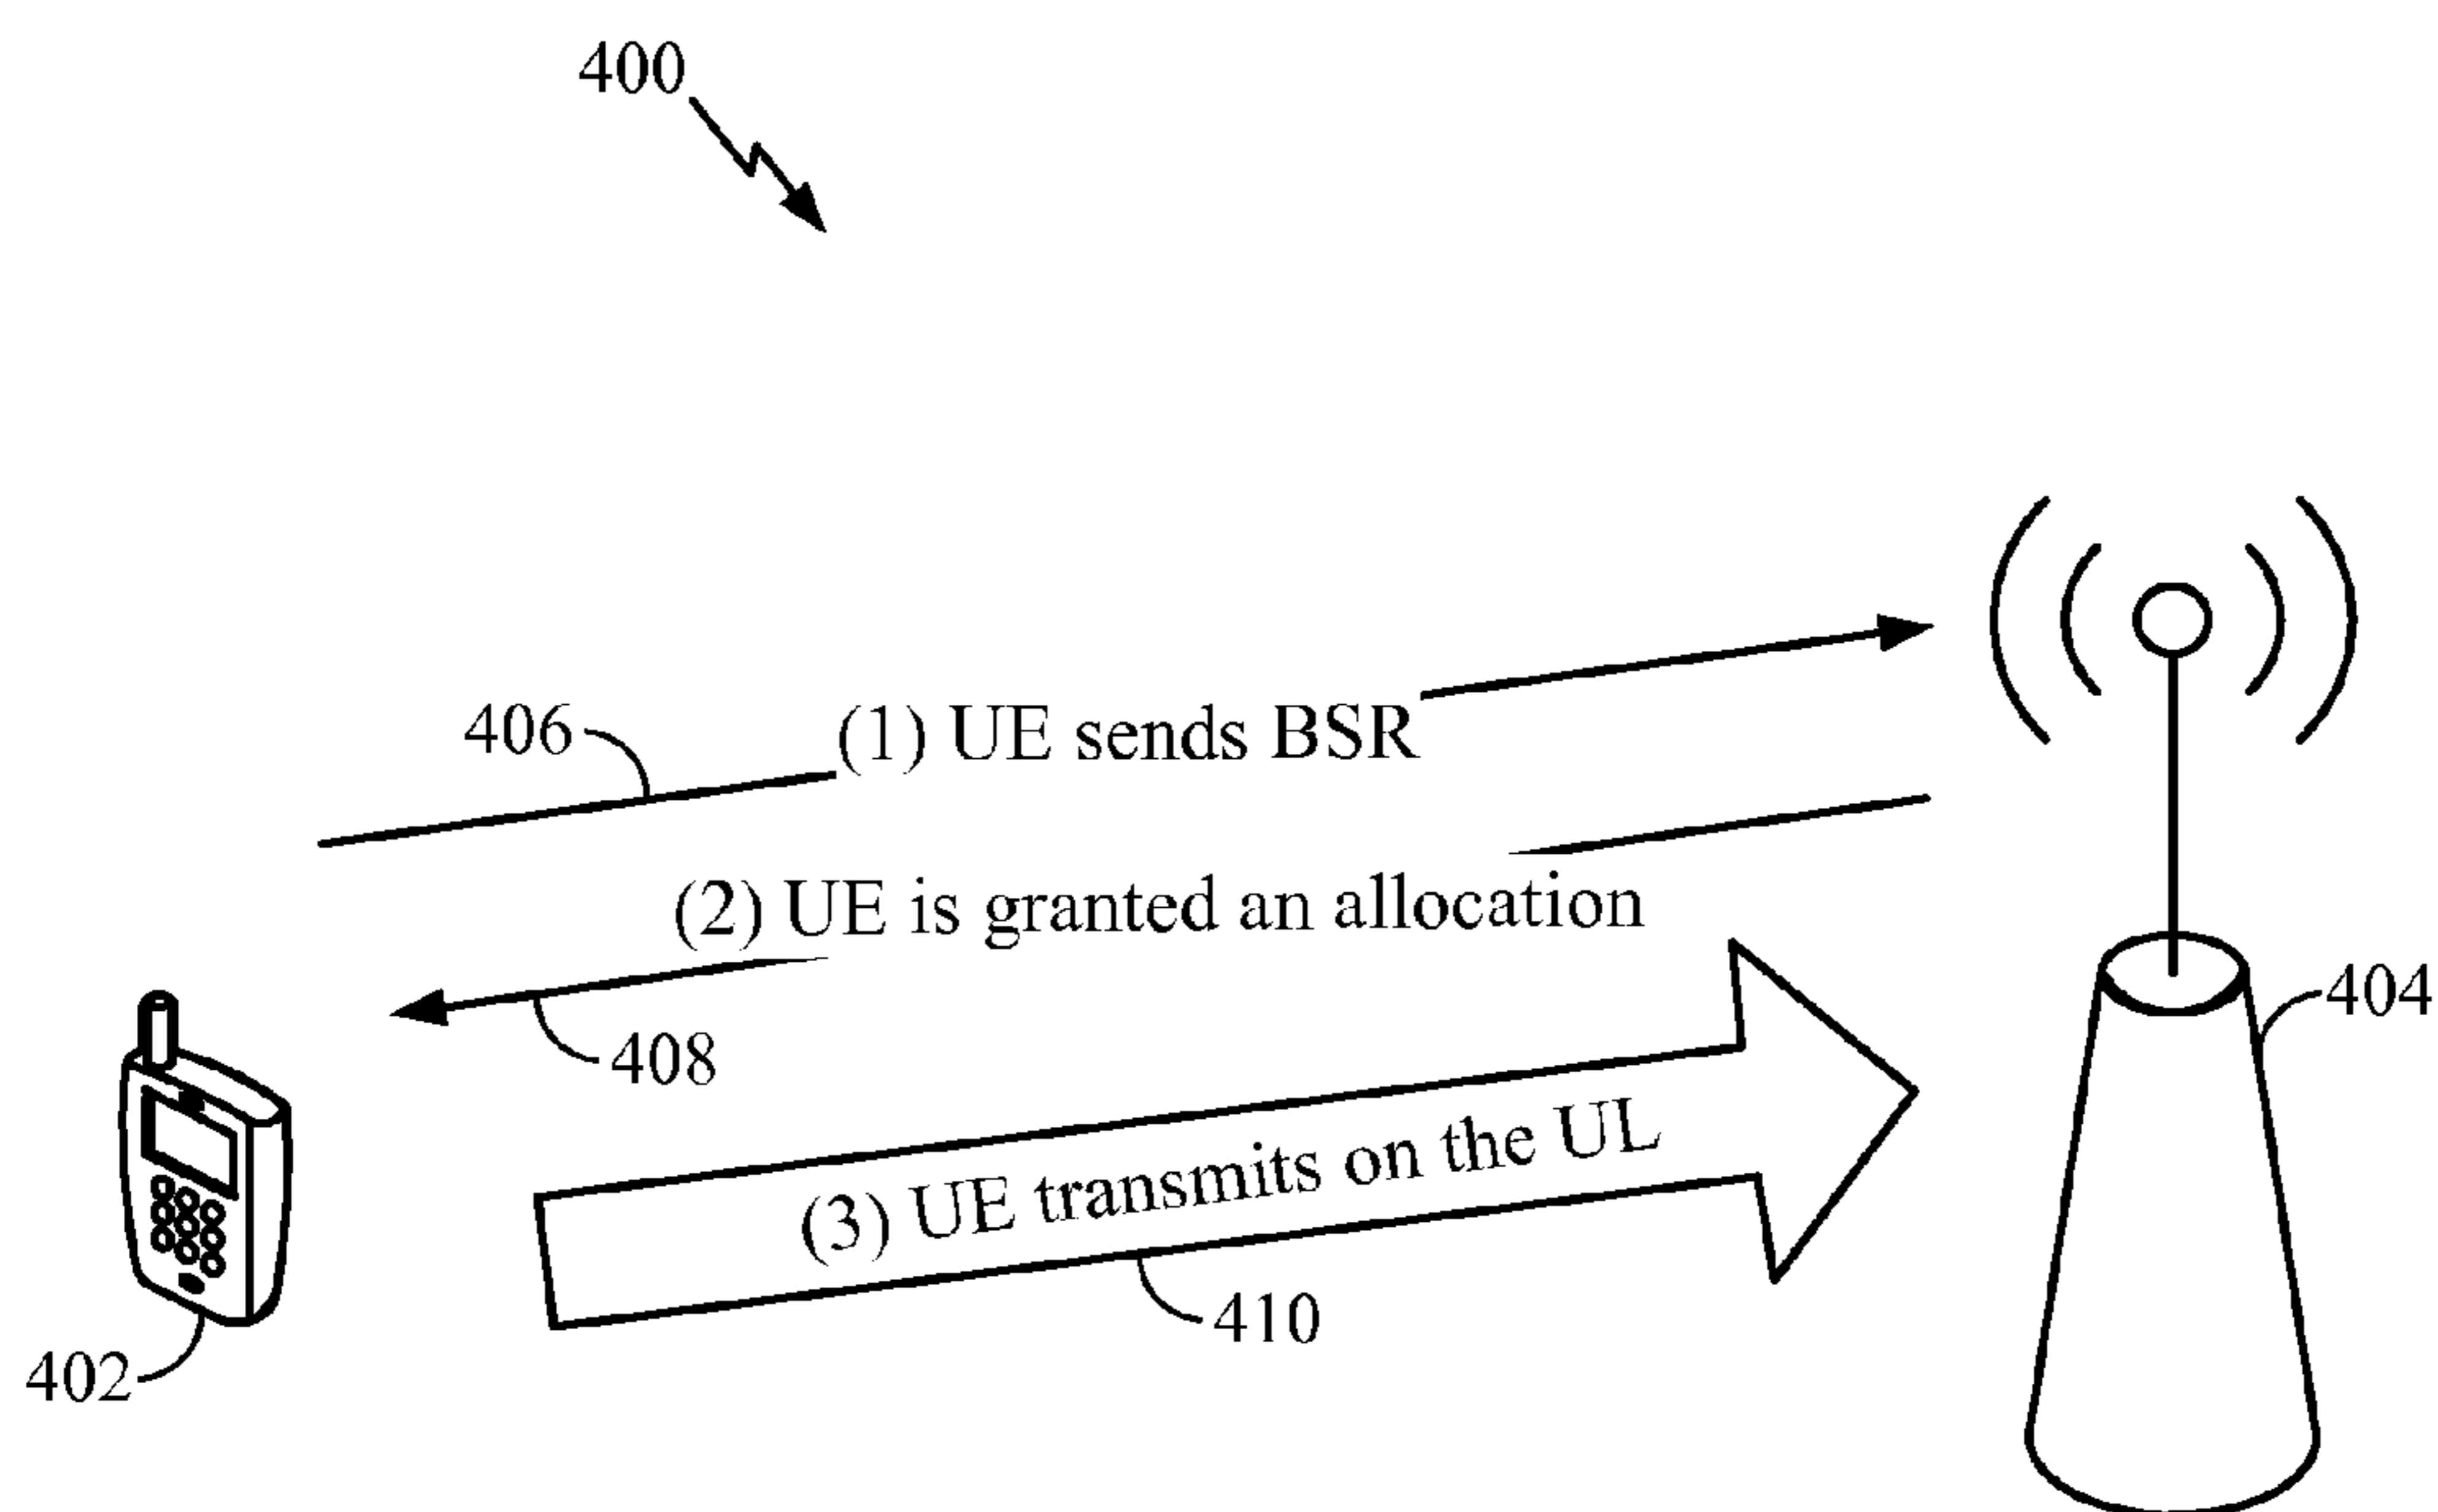 400
406
(1) UE sends BSR
(2) UE is granted an allocation
408
404
(3) UE transmits on the UL
410
402